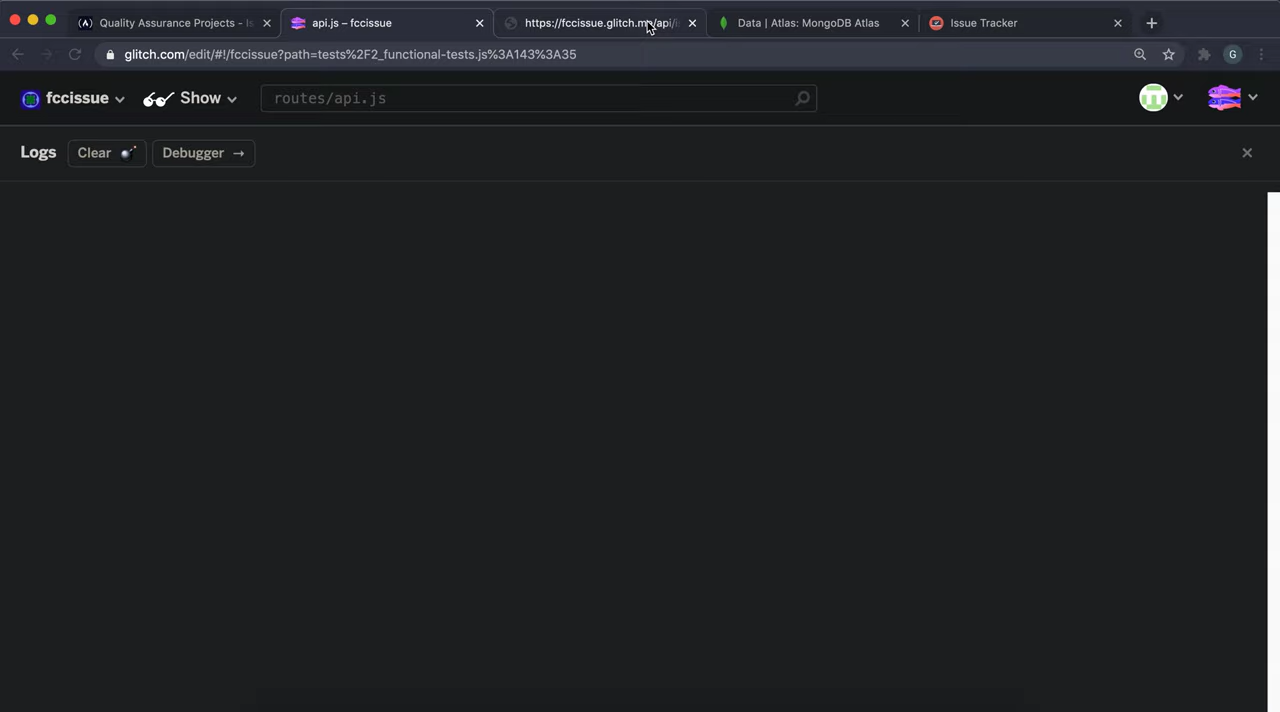 Quality Assurance Projects - Is
api.js – fccissue
https://fccissue.glitch.me/api/i
Data | Atlas: MongoDB Atlas
Issue Tracker
glitch.com/edit/#!/fccissue?path=tests%2F2_functional-tests.js%3A143%3A35
G
fccissue
Show
routes/api.js
Logs
Clear
Debugger →